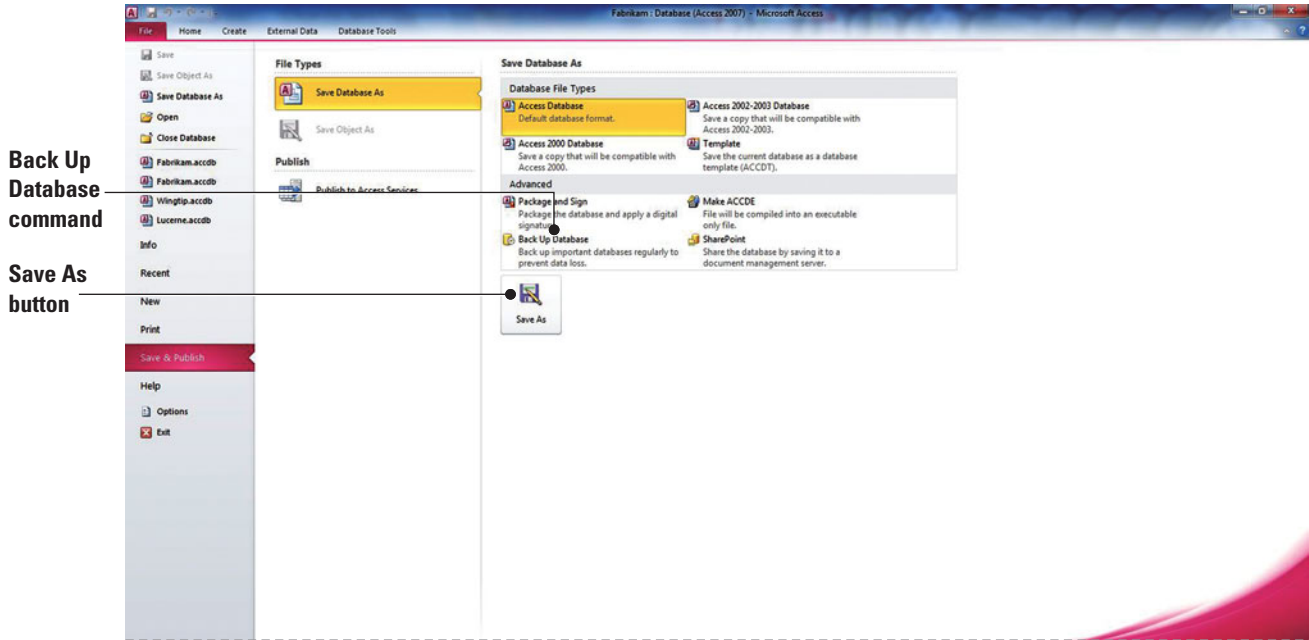 Fabrikam : Database (Access 2007) - Microsoft Access
File Home Create External Data Database Tools
Save
Save Object As
Save Database As
Open
Close Database
Fabrikam.accdb
Fabrikam.accdb
Wingtip.accdb
Lucerne.accdb
Info
Recent
New
Print
Save & Publish
Help
Options
Exit
File Types
Save Database As
Save Object As
Publish
Publish to Access Services
Save Database As
Database File Types
Access Database
Default database format.
Access 2002-2003 Database
Save a copy that will be compatible with
Access 2002-2003.
Access 2000 Database
Save a copy that will be compatible with
Access 2000.
Template
Save the current database as a database
template (ACCDT).
Advanced
Package and Sign
Package the database and apply a digital
signature.
Make ACCDE
File will be compiled into an executable
only file.
Back Up Database
Back up important databases regularly to
prevent data loss.
SharePoint
Share the database by saving it to a
document management server.
Save As
Back Up
Database
command
Save As
button